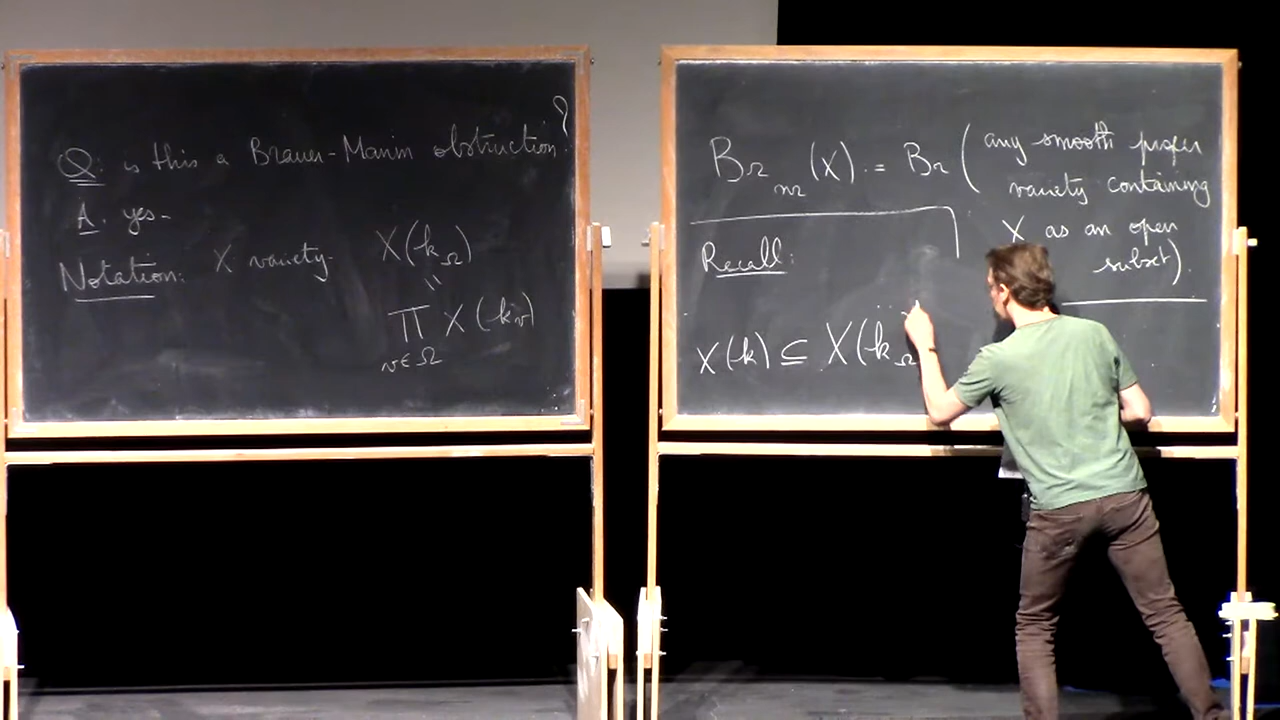 Q: is this a Brauer-Manin obstruction?
A. yes.
Notation: X variety. X(k_Ω)
=
∏ X(k_v)
v∈Ω
Br_nr(X) := Br(any smooth proper
variety containing
X as an open
subset).
Recall:
X(k) ⊆ X(k_Ω